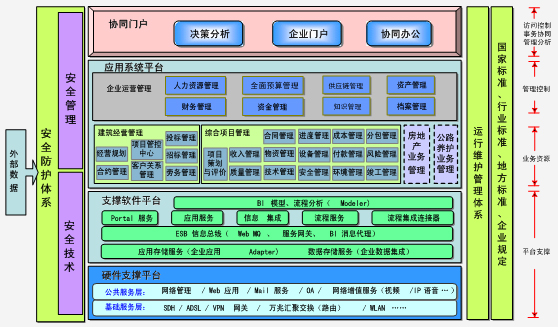 协同门户
决策分析
企业门户
协同办公
访问控制
事务协同
管理分析
应用系统平台
企业运营管理
人力资源管理
全面预算管理
供应链管理
资产管理
财务管理
资金管理
知识管理
档案管理
管理控制
建筑经营管理
经营规划
项目管控中心
投标管理
招标管理
合约管理
客户关系管理
劳务管理
综合项目管理
合同管理
进度管理
成本管理
分包管理
项目策划与评价
收入管理
物资管理
设备管理
付款管理
风险管理
质量管理
技术管理
安全管理
环境管理
竣工管理
房地产业务管理
公路养护业务管理
业务资源
支撑软件平台
BI 模型、流程分析（ Modeler）
Portal 服务
应用服务
信息 集成
流程服务
流程集成连接器
ESB 信息总线（ Web MQ 、 服务网关、 BI 消息代理）
应用存储服务（企业应用 Adapter） 数据存储服务（企业数据集成）
平台支撑
硬件支撑平台
公共服务层： 网络管理 / Web 应用 / Mail 服务 / OA / 网络增值服务（视频 /IP 语音 …）
基础服务层： SDH / ADSL / VPN 网关 / 万兆汇聚交换（路由） / WLAN ……
外部数据
安全防护体系
安全管理
安全技术
运行维护管理体系
国家标准、行业标准、地方标准、企业规定